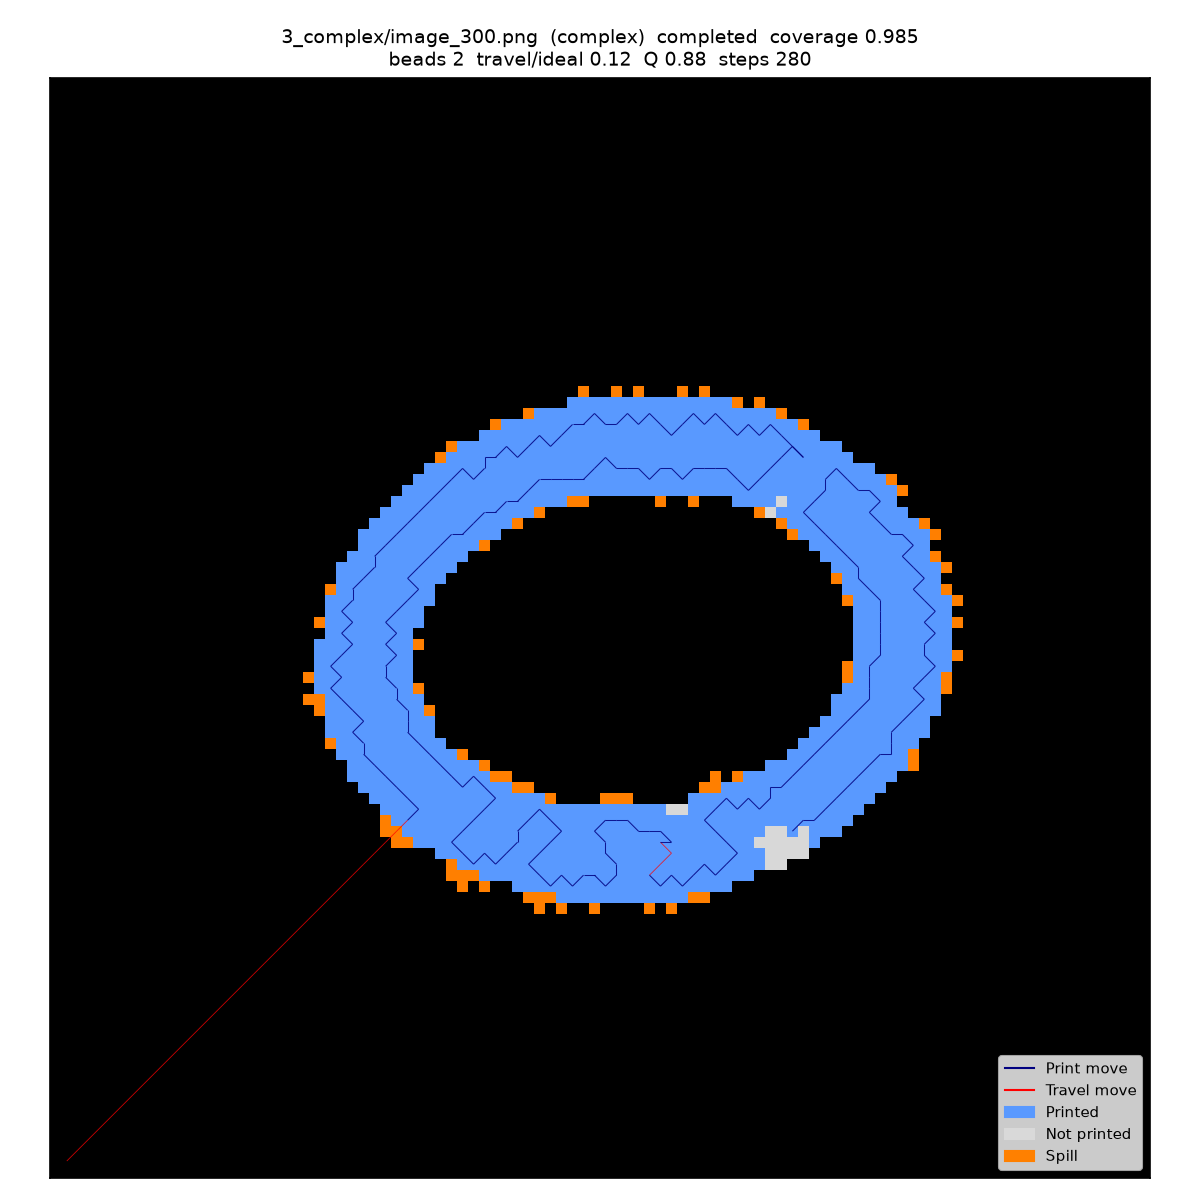 3_complex/image_300.png  (complex)  completed  coverage 0.985
beads 2  travel/ideal 0.12  Q 0.88  steps 280
Print move
Travel move
Printed
Not printed
Spill